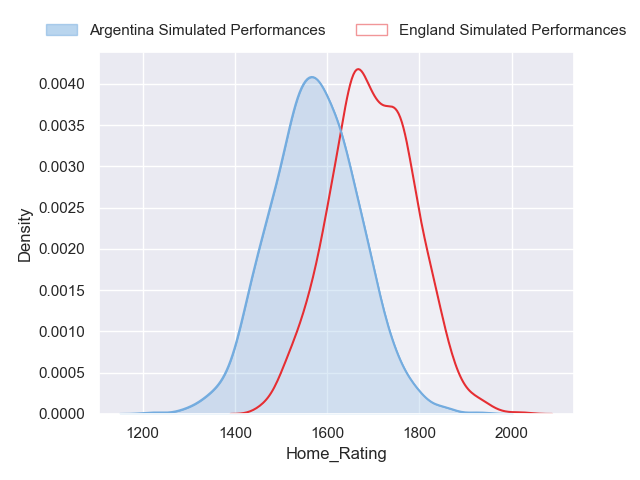 Argentina Simulated Performances England Simulated Performances
0.0040
0.0035
0.0030
0.0025
0.0020
0.0015
0.0010
0.0005
0.0000
Density
1200 1400 1600 1800 2000
Home_Rating